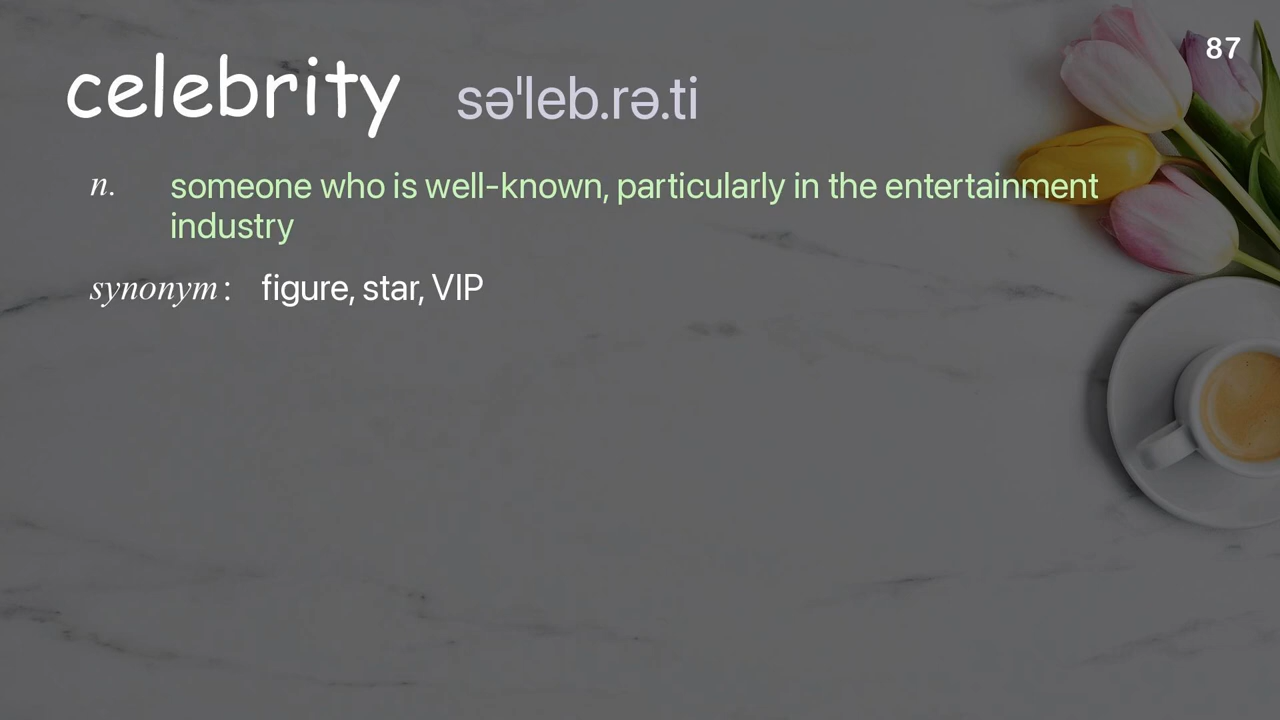 87
celebrity səˈleb.rə.ti
n. someone who is well-known, particularly in the entertainment
industry
synonym: figure, star, VIP